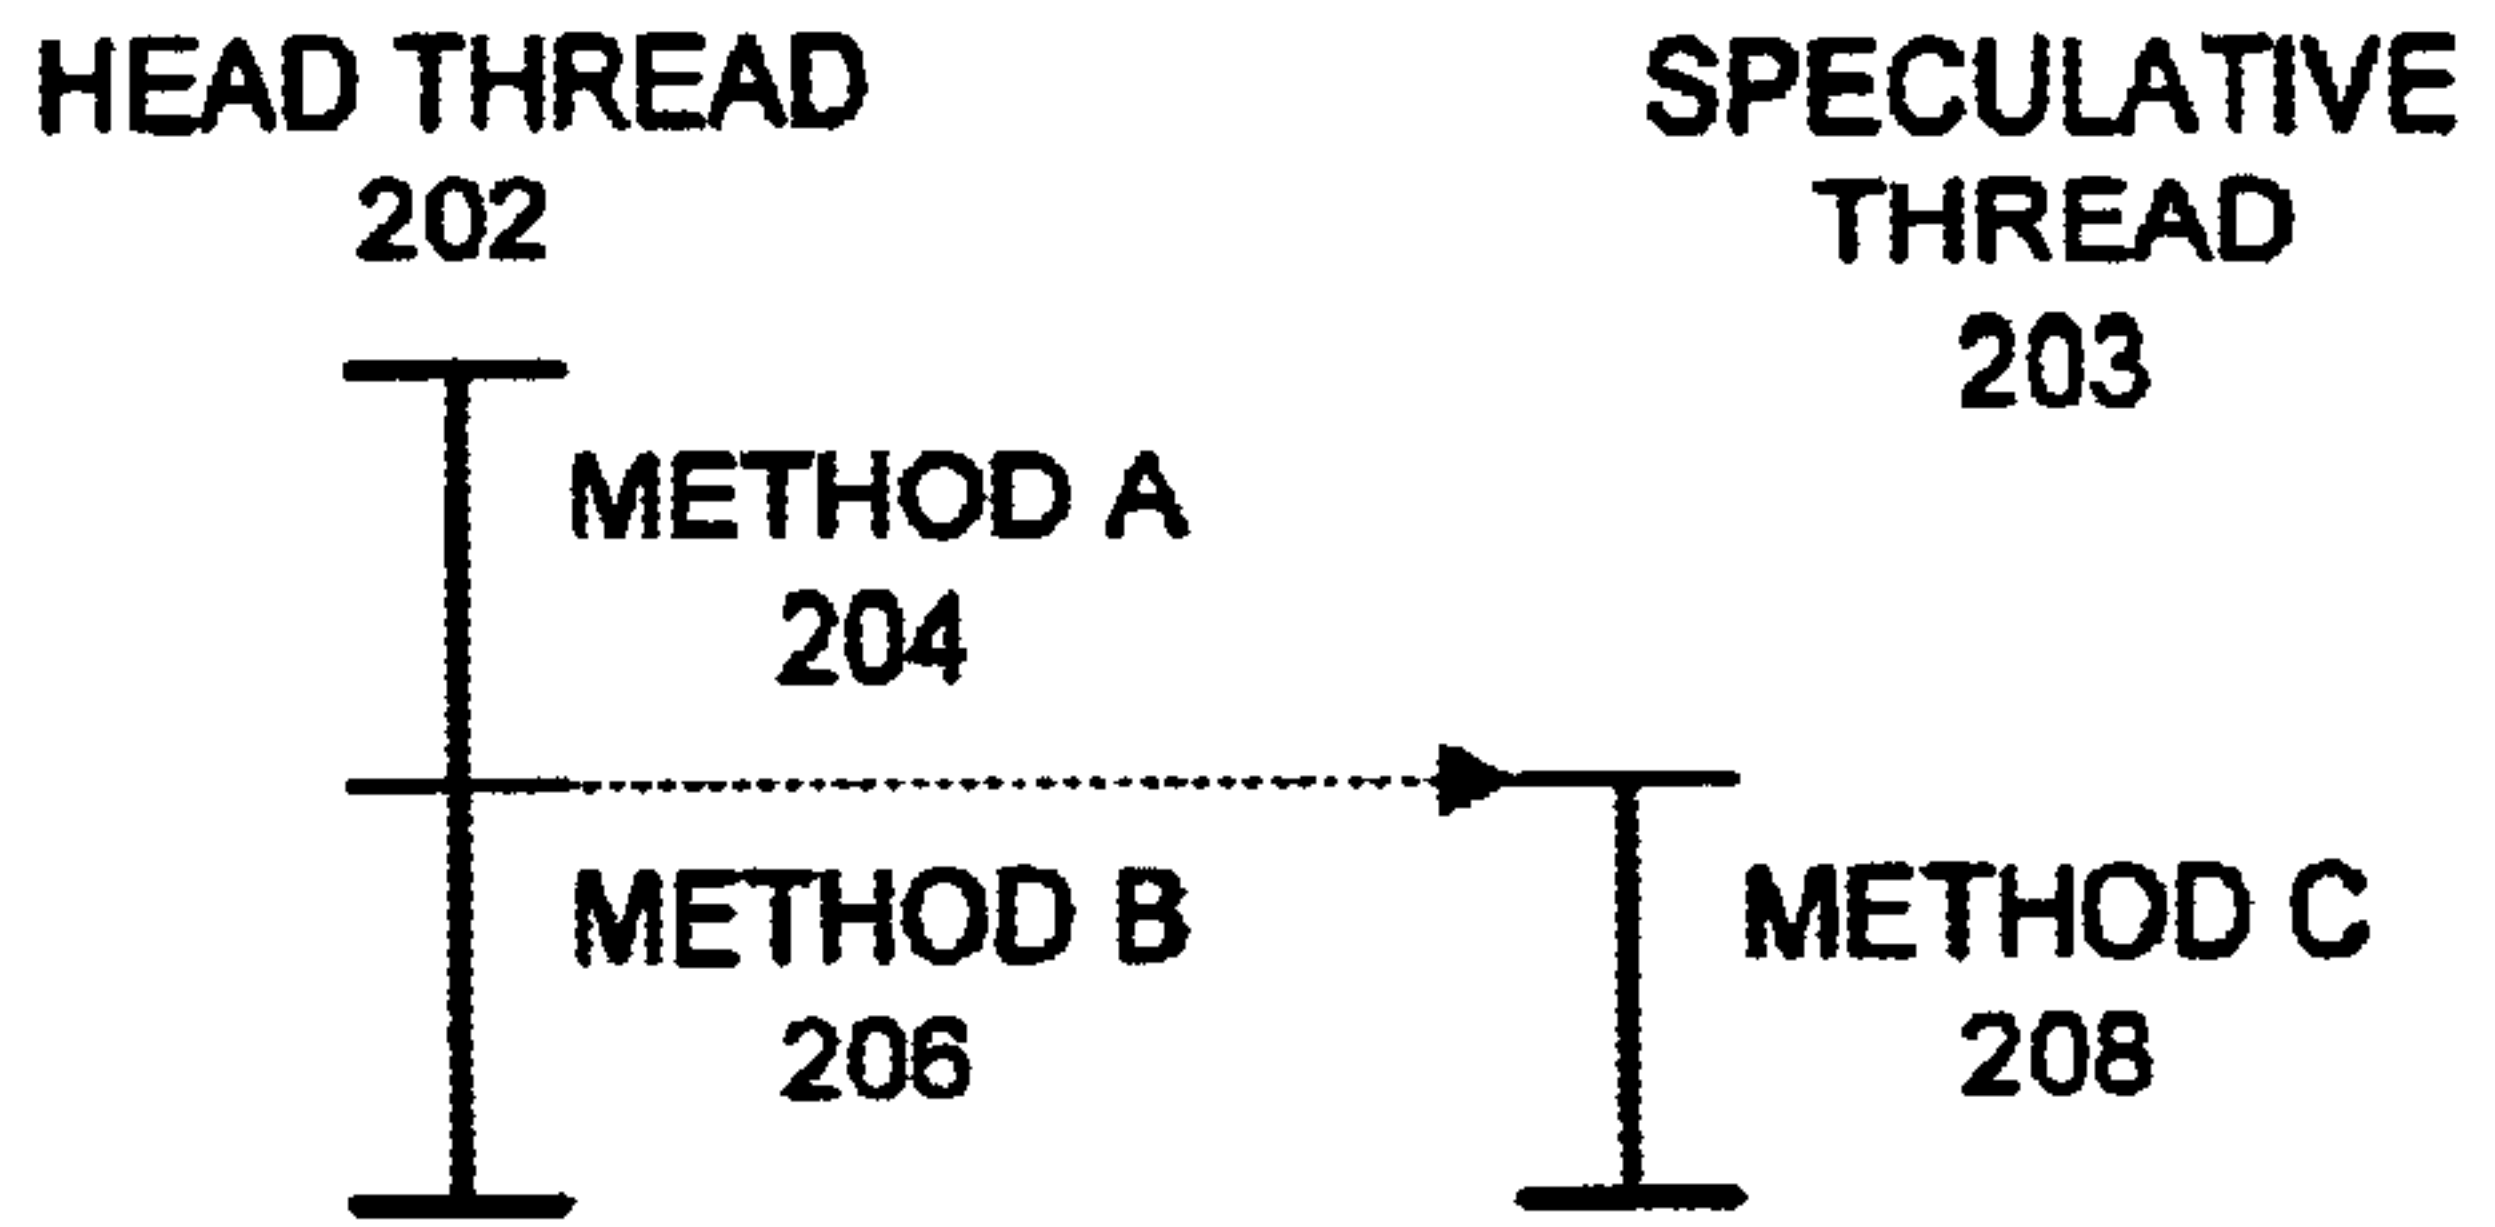 HEAD THREAD
202
SPECULATIVE
THREAD
203
METHOD A
204
METHOD B
206
METHOD C
208